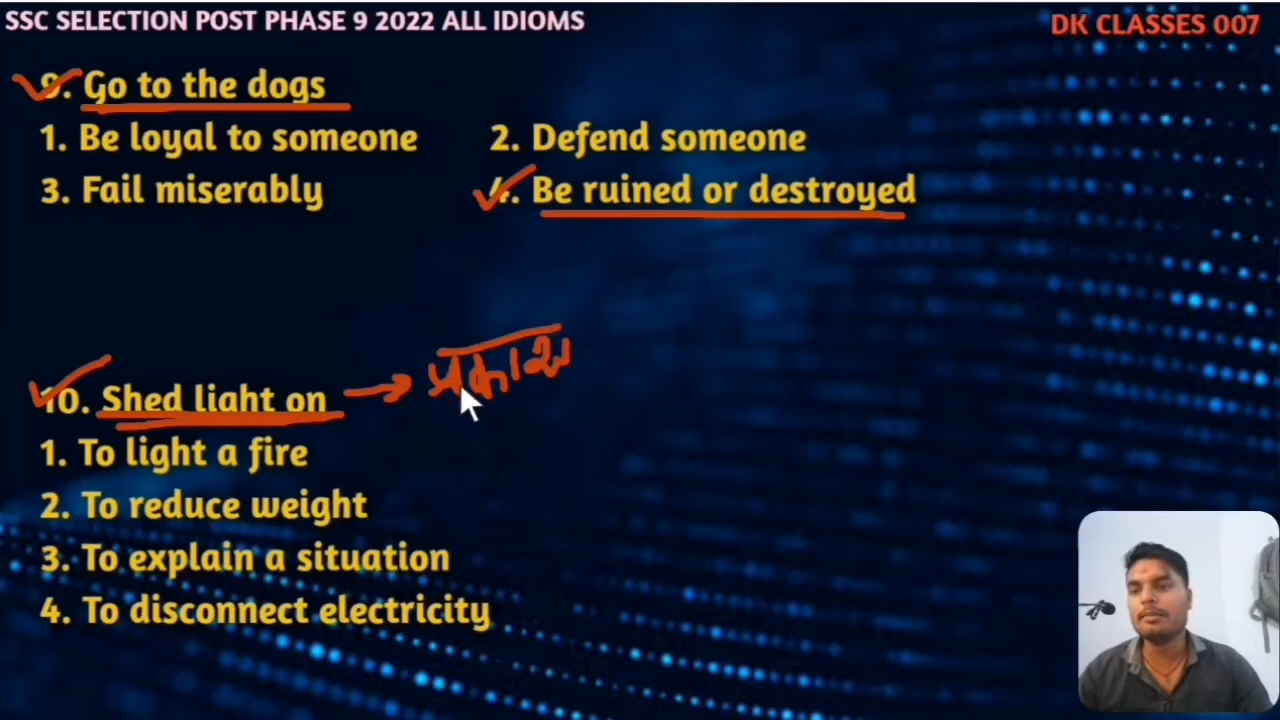 SSC SELECTION POST PHASE 9 2022 ALL IDIOMS
DK CLASSES 007
9. Go to the dogs
1. Be loyal to someone 2. Defend someone
3. Fail miserably 4. Be ruined or destroyed
10. Shed light on → प्रकाश
1. To light a fire
2. To reduce weight
3. To explain a situation
4. To disconnect electricity